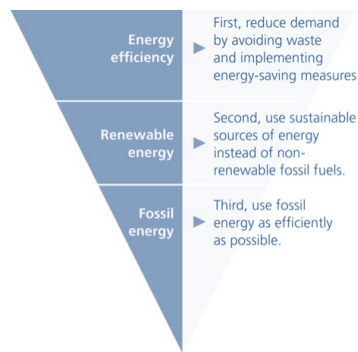 Energy
efficiency
First, reduce demand
by avoiding waste
and implementing
energy-saving measures
Renewable
energy
Second, use sustainable
sources of energy
instead of non-
renewable fossil fuels.
Fossil
energy
Third, use fossil
energy as efficiently
as possible.